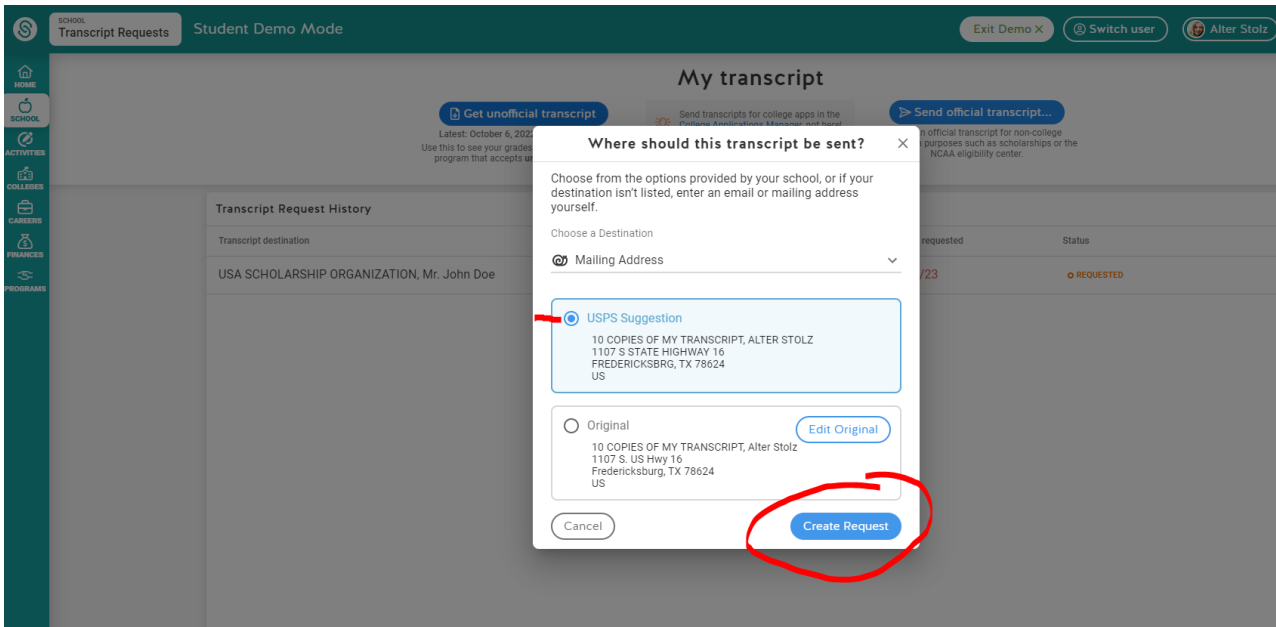 SCHOOL
Transcript Requests
Student Demo Mode
Exit Demo X
Switch user
Alter Stolz
HOME
SCHOOL
ACTIVITIES
COLLEGES
CAREERS
FINANCES
PROGRAMS
My transcript
Get unofficial transcript
Latest: October 6, 202
Use this to see your grades
program that accepts
Send transcripts for college apps in the
College Applications Manager, not here!
Send official transcript...
n official transcript for non-college
purposes such as scholarships or the
NCAA eligibility center.
Where should this transcript be sent?
Choose from the options provided by your school, or if your
destination isn't listed, enter an email or mailing address
yourself.
Choose a Destination
@ Mailing Address
USPS Suggestion
10 COPIES OF MY TRANSCRIPT, ALTER STOLZ
1107 S STATE HIGHWAY 16
FREDERICKSBRG, TX 78624
US
Original
Edit Original
10 COPIES OF MY TRANSCRIPT, Alter Stolz
1107 S. US Hwy 16
Fredericksburg, TX 78624
US
Cancel
Create Request
Transcript Request History
Transcript destination
requested
Status
USA SCHOLARSHIP ORGANIZATION, Mr. John Doe
/23
REQUESTED